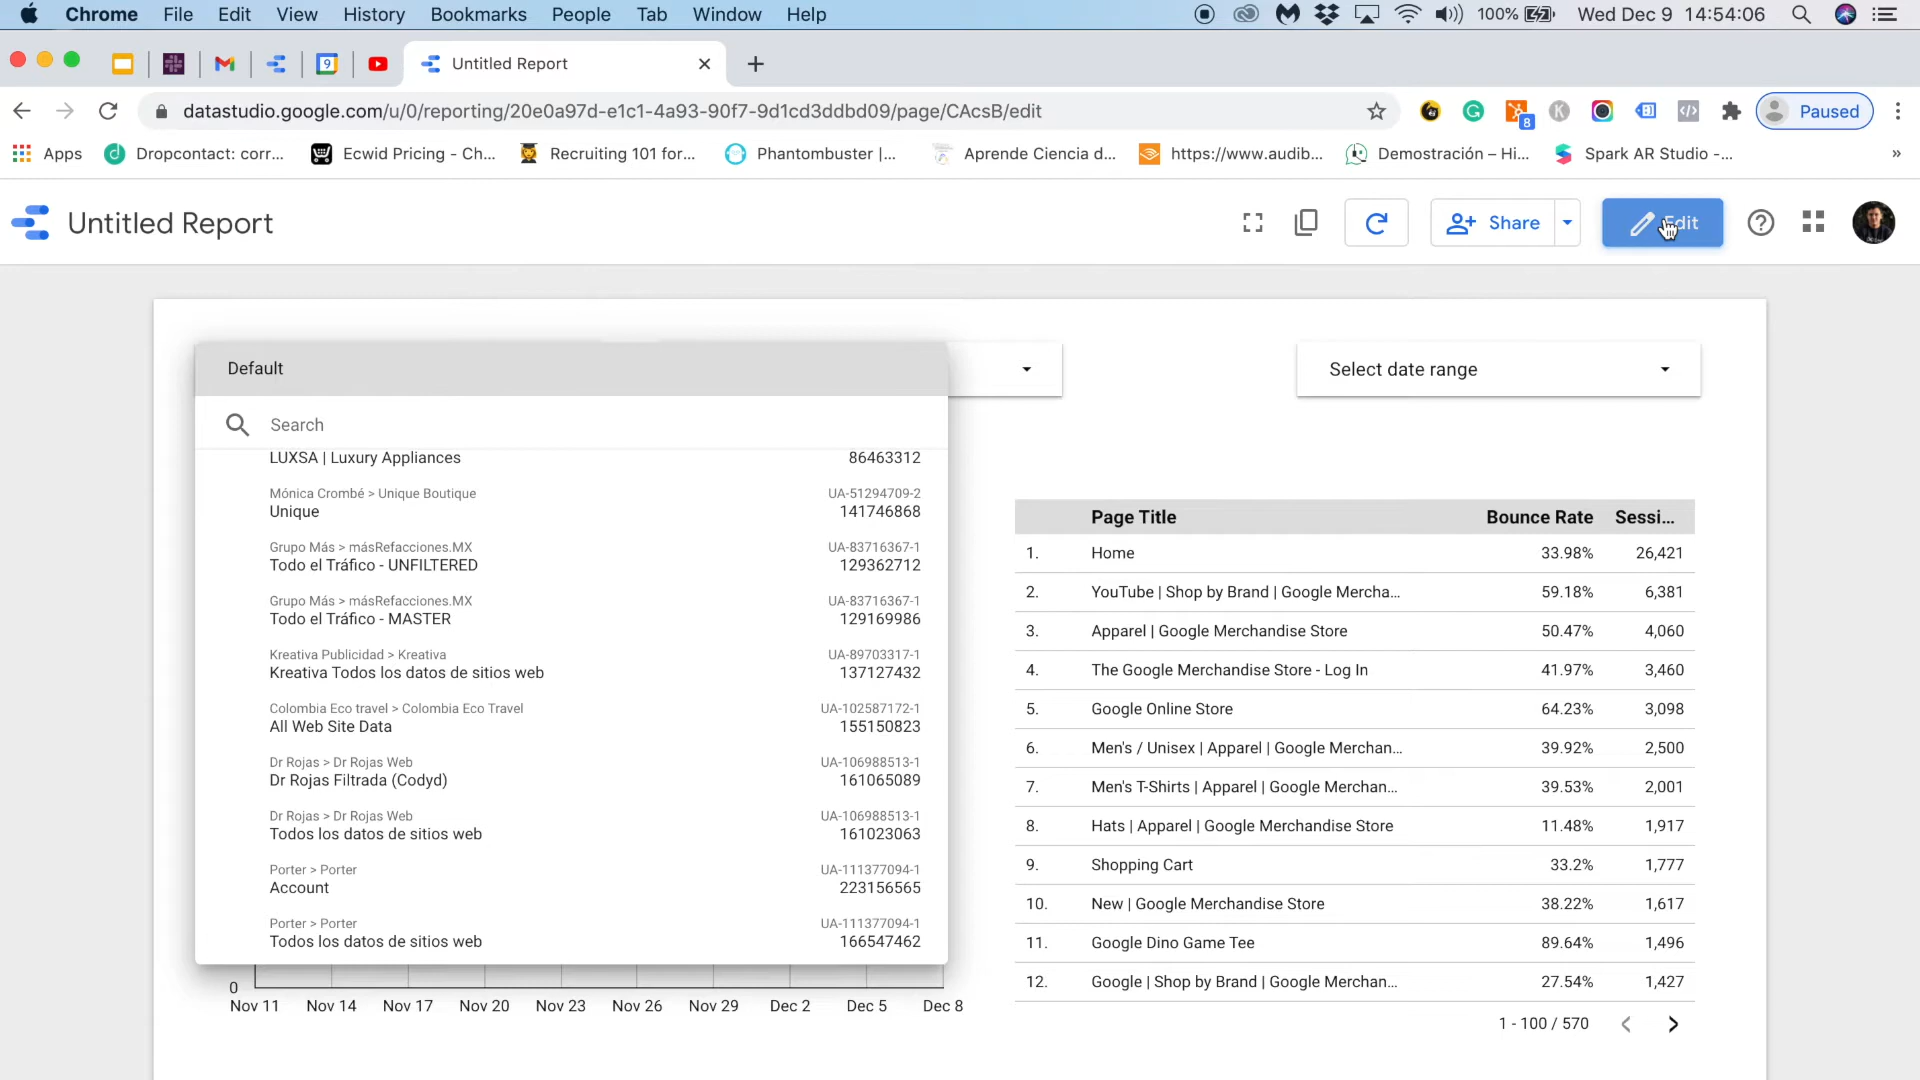 Chrome File Edit View History Bookmarks People Tab Window Help 100% Wed Dec 9 14:54:06
9 Untitled Report
datastudio.google.com/u/0/reporting/20e0a97d-e1c1-4a93-90f7-9d1cd3ddbd09/page/CAcsB/edit 8 K Paused
Apps Dropcontact: corr... Ecwid Pricing - Ch... Recruiting 101 for... Phantombuster |... Aprende Ciencia d... https://www.audib... Demostración – Hi... Spark AR Studio -... »
Untitled Report Share Edit
Default
Select date range
Search
LUXSA | Luxury Appliances 86463312
Mónica Crombé > Unique Boutique UA-51294709-2
Unique 141746868
Grupo Más > másRefacciones.MX UA-83716367-1
Todo el Tráfico - UNFILTERED 129362712
Grupo Más > másRefacciones.MX UA-83716367-1
Todo el Tráfico - MASTER 129169986
Kreativa Publicidad > Kreativa UA-89703317-1
Kreativa Todos los datos de sitios web 137127432
Colombia Eco travel > Colombia Eco Travel UA-102587172-1
All Web Site Data 155150823
Dr Rojas > Dr Rojas Web UA-106988513-1
Dr Rojas Filtrada (Codyd) 161065089
Dr Rojas > Dr Rojas Web UA-106988513-1
Todos los datos de sitios web 161023063
Porter > Porter UA-111377094-1
Account 223156565
Porter > Porter UA-111377094-1
Todos los datos de sitios web 166547462
0
Nov 11 Nov 14 Nov 17 Nov 20 Nov 23 Nov 26 Nov 29 Dec 2 Dec 5 Dec 8
Page Title Bounce Rate Sessi...
1. Home 33.98% 26,421
2. YouTube | Shop by Brand | Google Mercha... 59.18% 6,381
3. Apparel | Google Merchandise Store 50.47% 4,060
4. The Google Merchandise Store - Log In 41.97% 3,460
5. Google Online Store 64.23% 3,098
6. Men's / Unisex | Apparel | Google Merchan... 39.92% 2,500
7. Men's T-Shirts | Apparel | Google Merchan... 39.53% 2,001
8. Hats | Apparel | Google Merchandise Store 11.48% 1,917
9. Shopping Cart 33.2% 1,777
10. New | Google Merchandise Store 38.22% 1,617
11. Google Dino Game Tee 89.64% 1,496
12. Google | Shop by Brand | Google Merchan... 27.54% 1,427
1 - 100 / 570